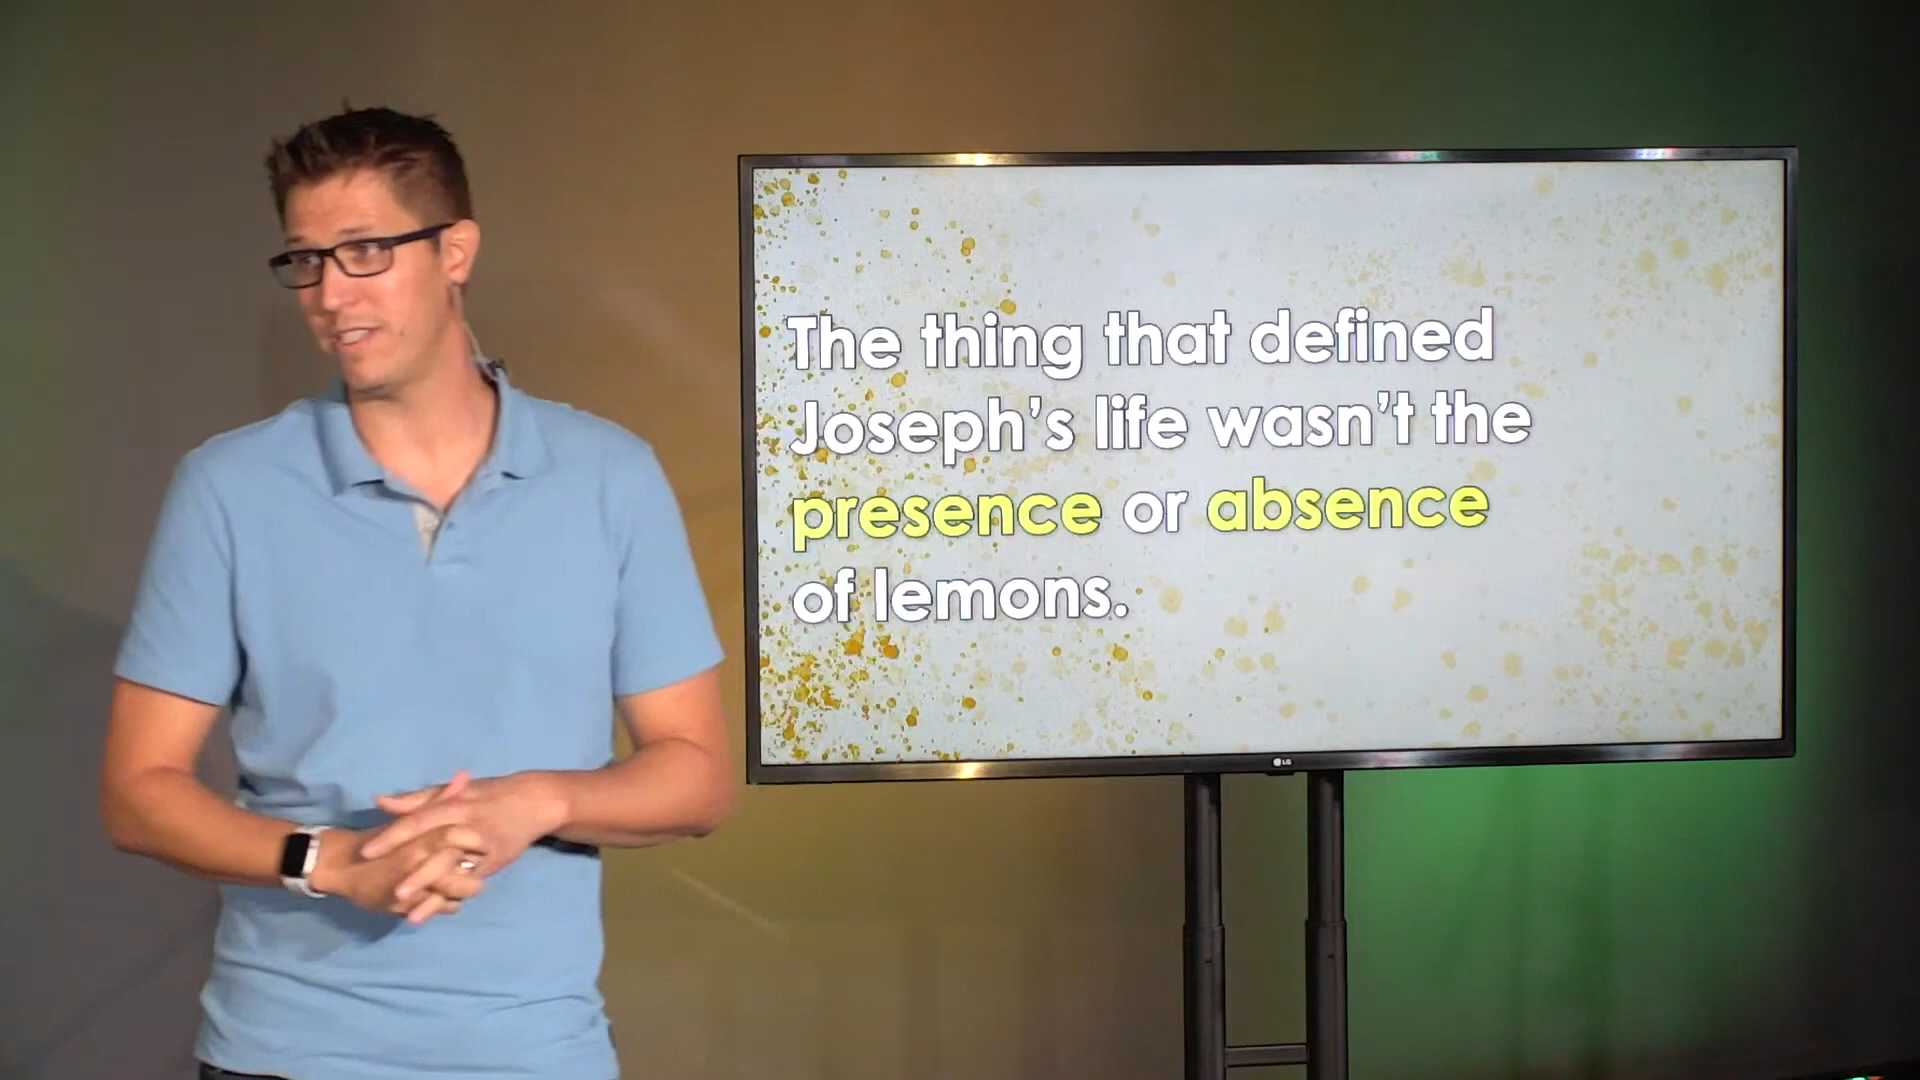 The thing that defined
Joseph's life wasn't the
presence or absence
of lemons.
LG